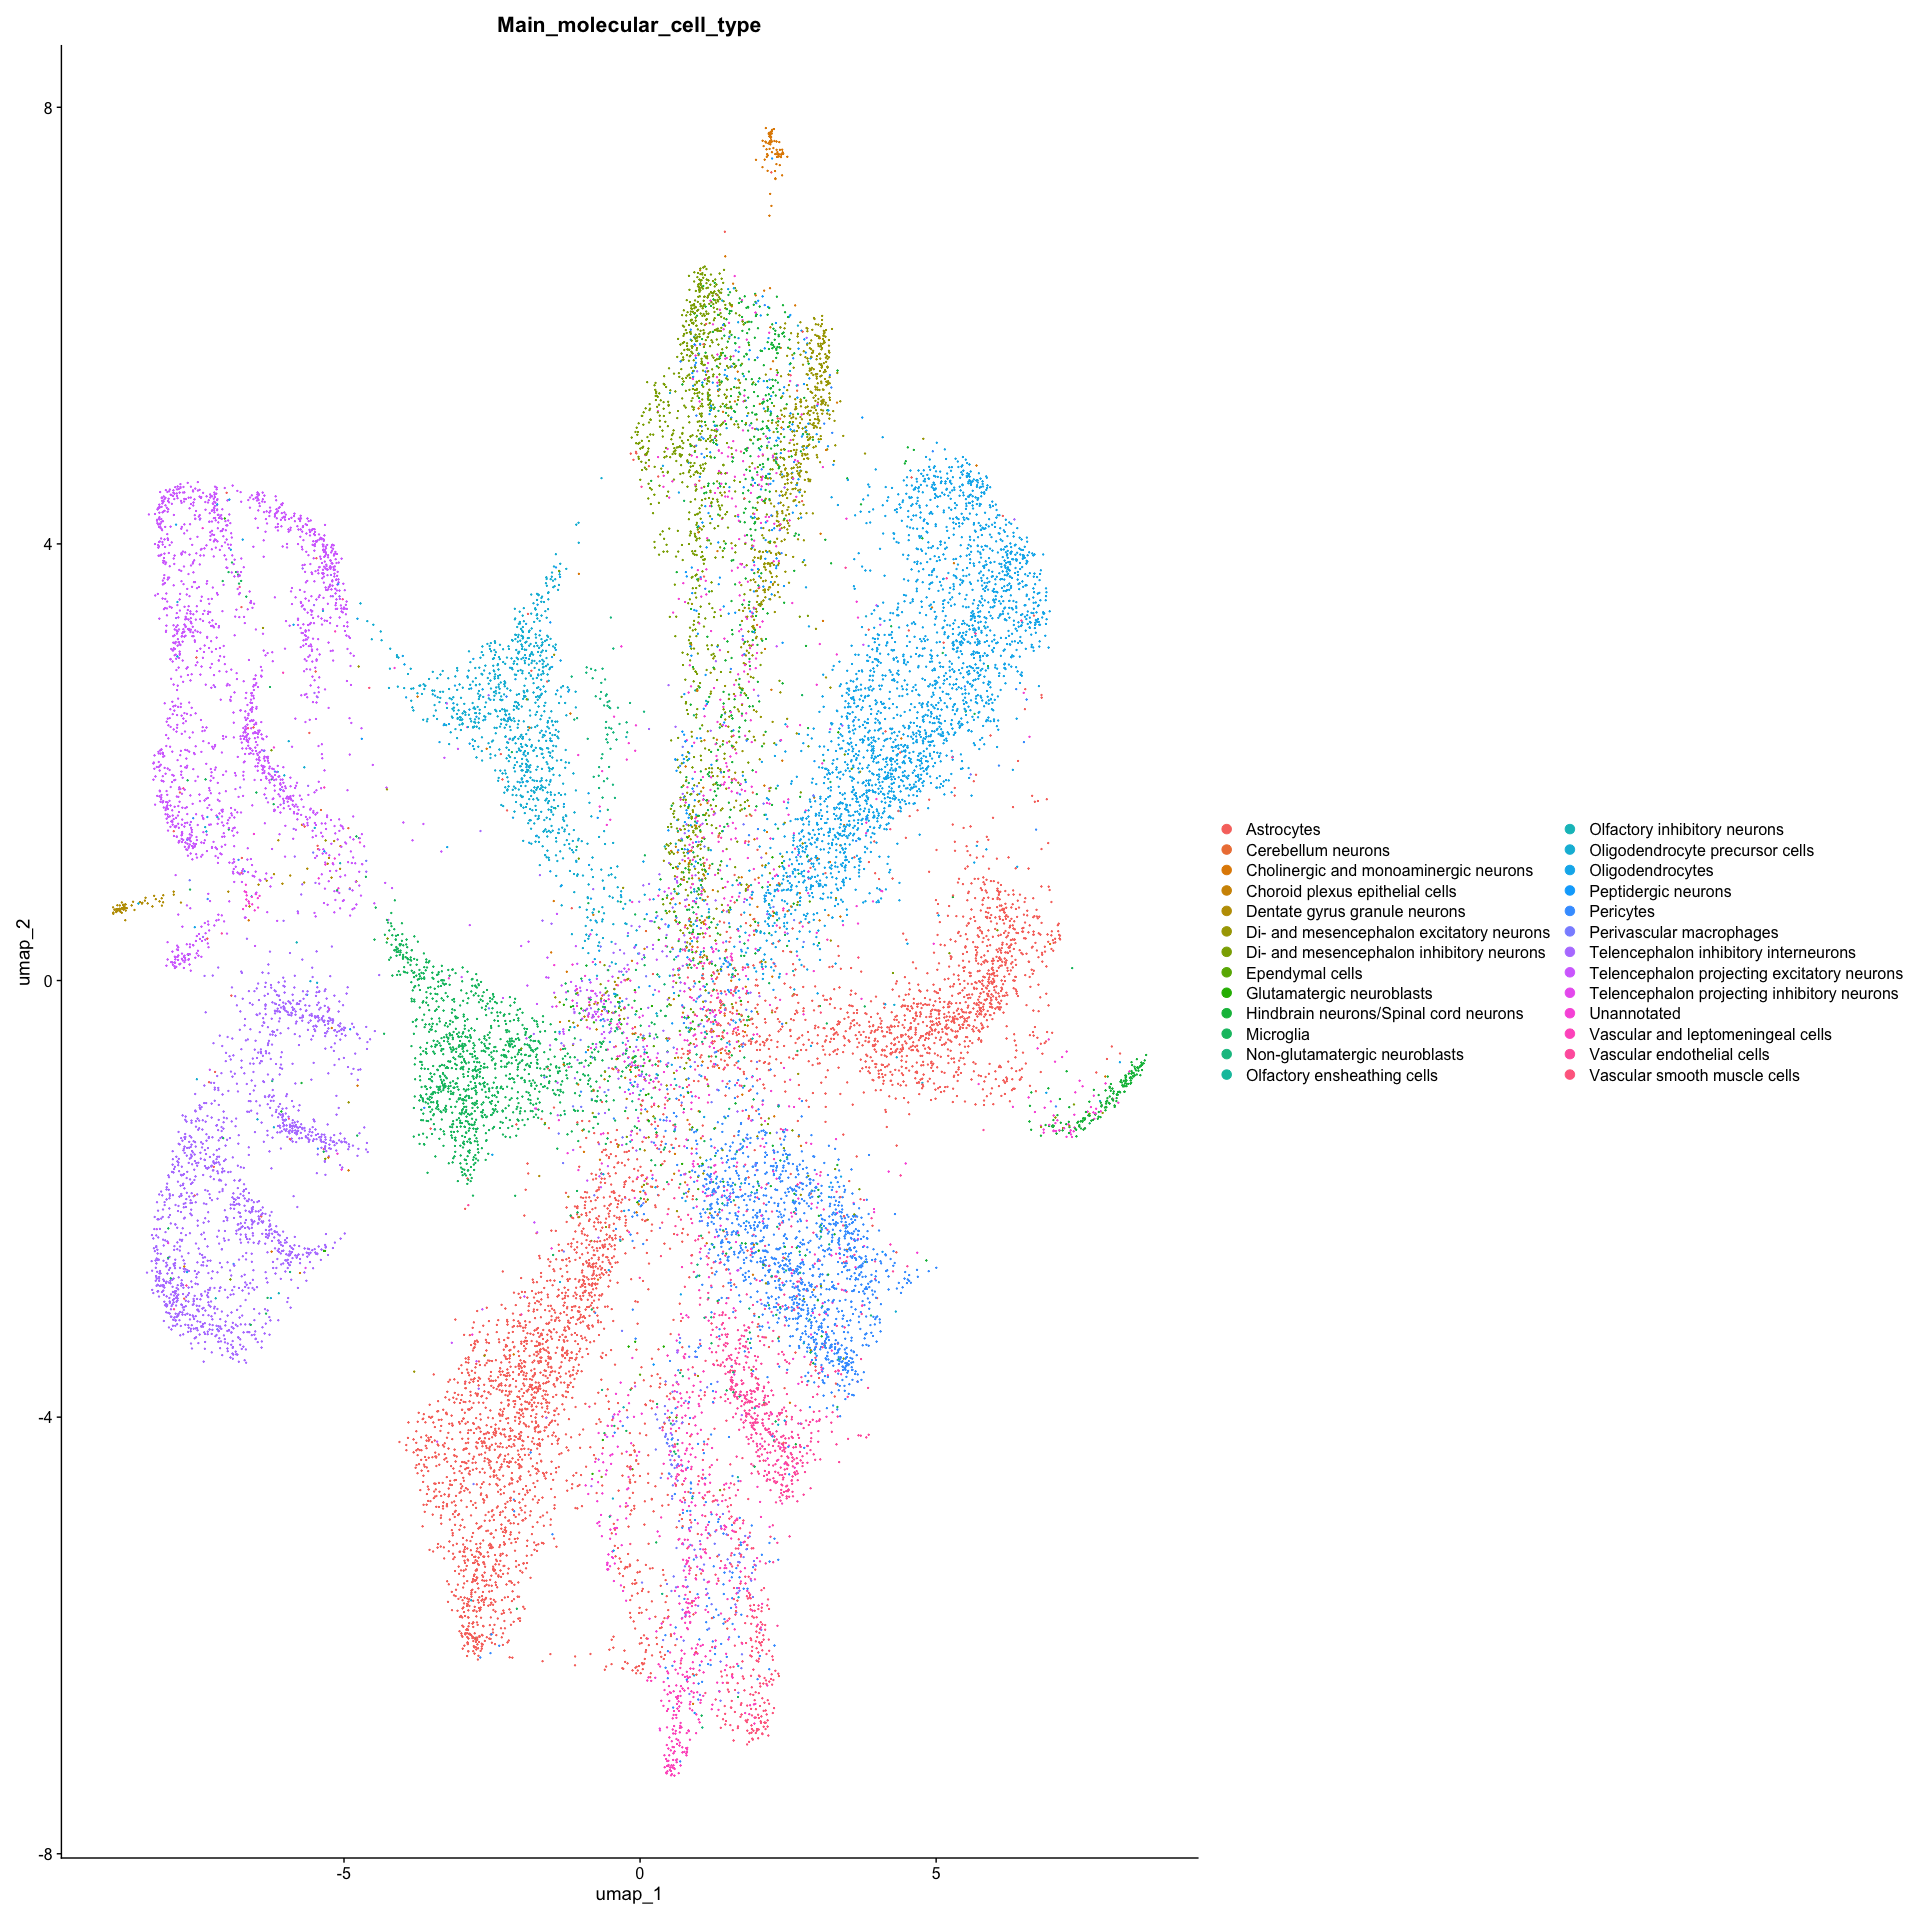 Main_molecular_cell_type
8
4
0
-4
-8
umap_2
-5
0
5
umap_1
Astrocytes
Cerebellum neurons
Cholinergic and monoaminergic neurons
Choroid plexus epithelial cells
Dentate gyrus granule neurons
Di- and mesencephalon excitatory neurons
Di- and mesencephalon inhibitory neurons
Ependymal cells
Glutamatergic neuroblasts
Hindbrain neurons/Spinal cord neurons
Microglia
Non-glutamatergic neuroblasts
Olfactory ensheathing cells
Olfactory inhibitory neurons
Oligodendrocyte precursor cells
Oligodendrocytes
Peptidergic neurons
Pericytes
Perivascular macrophages
Telencephalon inhibitory interneurons
Telencephalon projecting excitatory neurons
Telencephalon projecting inhibitory neurons
Unannotated
Vascular and leptomeningeal cells
Vascular endothelial cells
Vascular smooth muscle cells